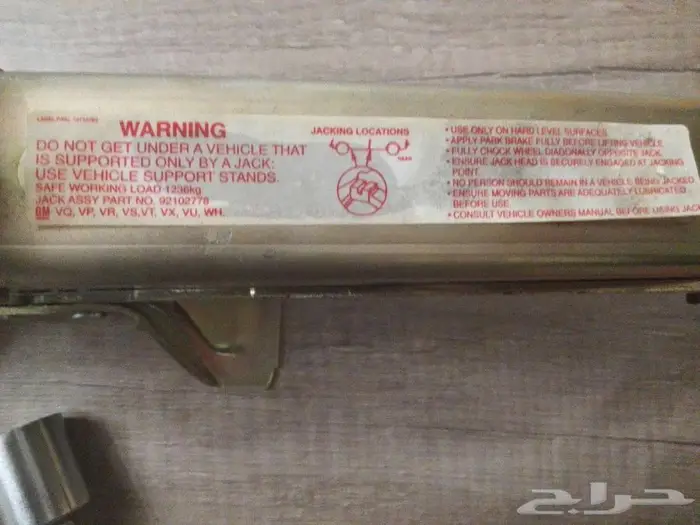 WARNING
DO NOT GET UNDER A VEHICLE THAT
IS SUPPORTED ONLY BY A JACK:
USE VEHICLE SUPPORT STANDS.
SAFE WORKING LOAD 1236kg
JACK ASSY PART NO. 92102778
GM VQ, VP, VR, VS,VT, VX, VU, WH.
JACKING LOCATIONS
REAR
• USE ONLY ON HARD LEVEL SURFACES
• APPLY PARK BRAKE FULLY BEFORE LIFTING VEHICLE
• FULLY CHOCK WHEEL DIAGONALLY OPPOSITE JACK.
• ENSURE JACK HEAD IS SECURELY ENGAGED AT JACKING
POINT
• NO PERSON SHOULD REMAIN IN A VEHICLE BEING JACKED
• ENSURE MOVING PARTS ARE ADEQUATELY LUBRICATED
BEFORE USE
• CONSULT VEHICLE OWNERS MANUAL BEFORE USING JACK
حراج